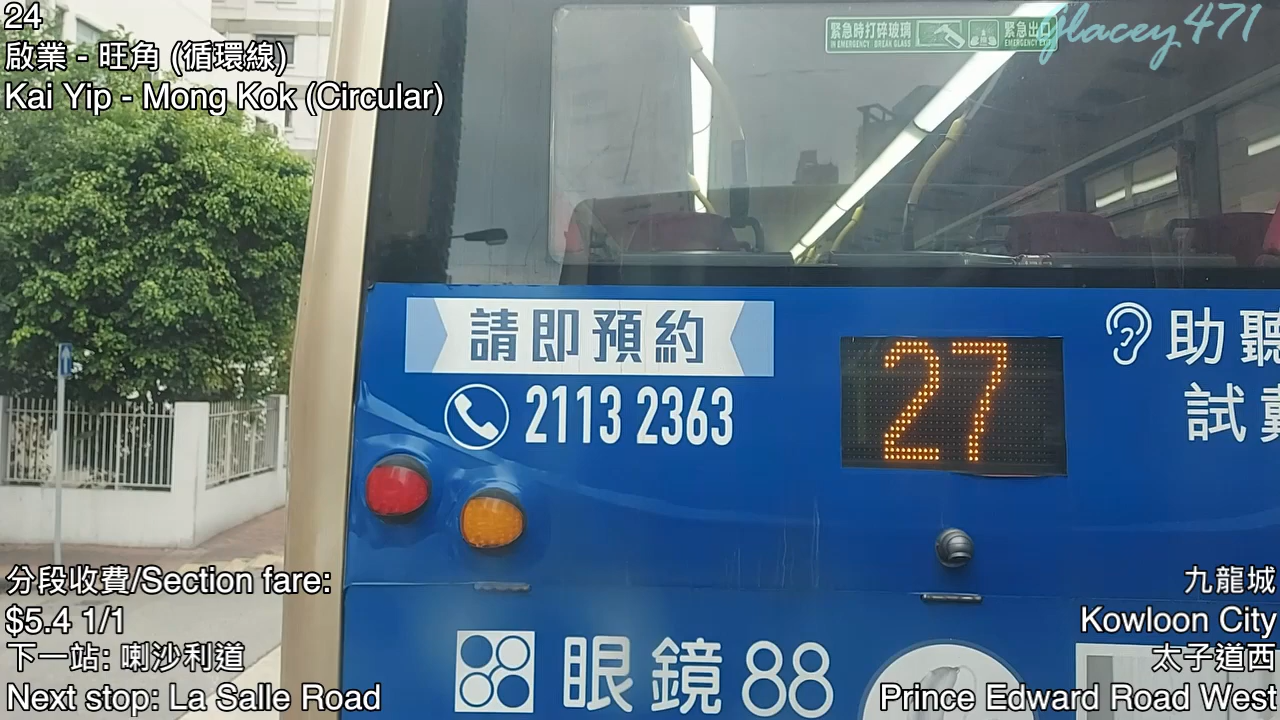 24
啟業 - 旺角 (循環線)
Kai Yip - Mong Kok (Circular)
glacey471
緊急時打碎玻璃
IN EMERGENCY BREAK GLASS
緊急出口
EMERGENCY EXIT
請即預約
2113 2363
27
助聽
試戴
眼鏡88
分段收費/Section fare:
$5.4 1/1
下一站: 喇沙利道
Next stop: La Salle Road
九龍城
Kowloon City
太子道西
Prince Edward Road West